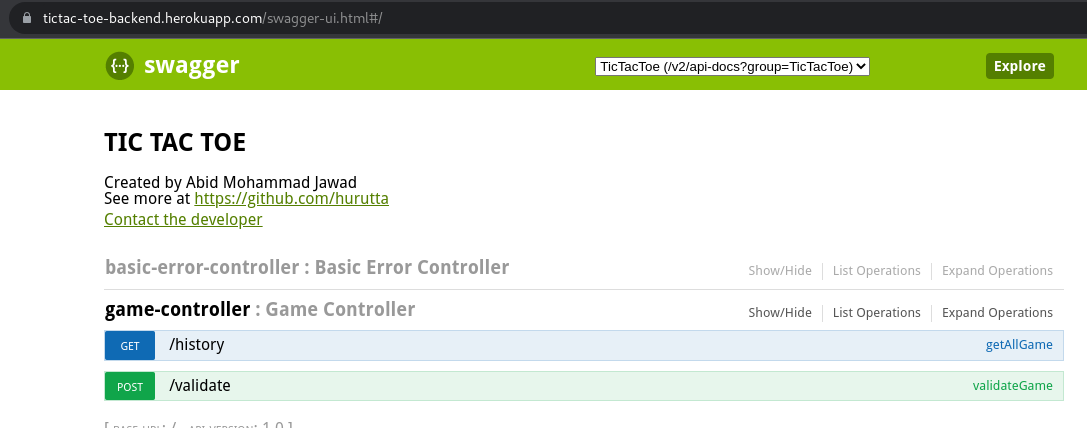 tictac-toe-backend.herokuapp.com/swagger-ui.html#/
{···} swagger TicTacToe (/v2/api-docs?group=TicTacToe) Explore
TIC TAC TOE
Created by Abid Mohammad Jawad
See more at https://github.com/hurutta
Contact the developer
basic-error-controller : Basic Error Controller Show/Hide List Operations Expand Operations
game-controller : Game Controller Show/Hide List Operations Expand Operations
GET /history getAllGame
POST /validate validateGame
[ BASE URL: / , API VERSION: 1.0 ]